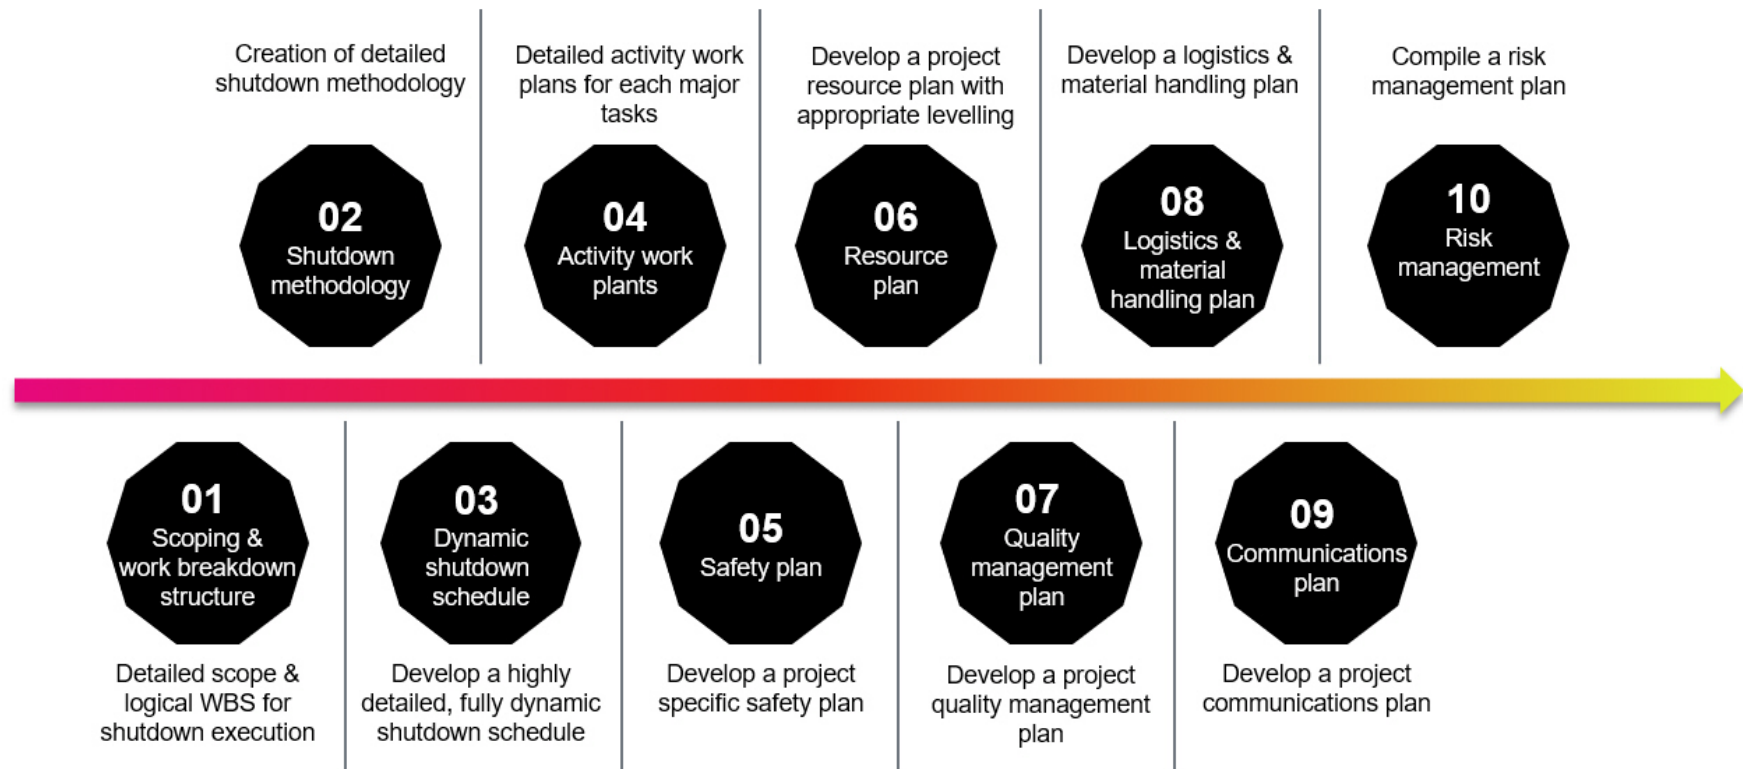 Creation of detailed
shutdown methodology
Detailed activity work
plans for each major
tasks
Develop a project
resource plan with
appropriate levelling
Develop a logistics &
material handling plan
Compile a risk
management plan
02
Shutdown
methodology
04
Activity work
plants
06
Resource
plan
08
Logistics &
material
handling plan
10
Risk
management
01
Scoping &
work breakdown
structure
03
Dynamic
shutdown
schedule
05
Safety plan
07
Quality
management
plan
09
Communications
plan
Detailed scope &
logical WBS for
shutdown execution
Develop a highly
detailed, fully dynamic
shutdown schedule
Develop a project
specific safety plan
Develop a project
quality management
plan
Develop a project
communications plan